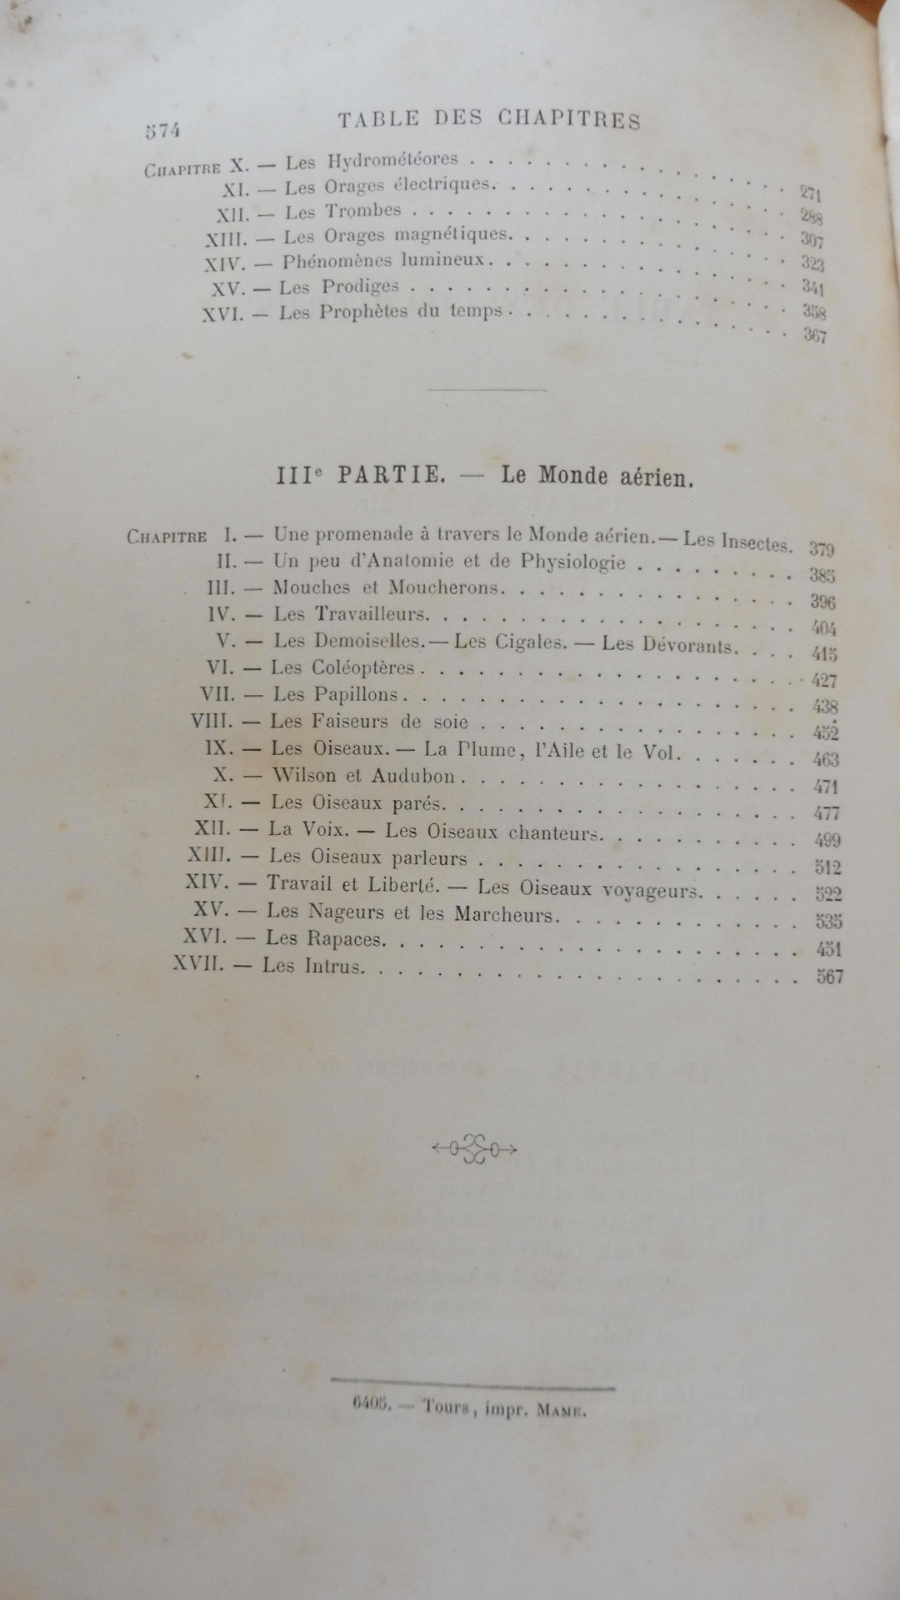 574 TABLE DES CHAPITRES
CHAPITRE X. — Les Hydrométéores . . . . . . . . . . . . . . . . 271
XI. — Les Orages électriques. . . . . . . . . . . . . . . . 288
XII. — Les Trombes . . . . . . . . . . . . . . . . . . . . 307
XIII. — Les Orages magnétiques. . . . . . . . . . . . . . . 323
XIV. — Phénomènes lumineux. . . . . . . . . . . . . . . . 341
XV. — Les Prodiges . . . . . . . . . . . . . . . . . . . . 358
XVI. — Les Prophètes du temps . . . . . . . . . . . . . . . 367
IIIe PARTIE. — Le Monde aérien.
CHAPITRE I. — Une promenade à travers le Monde aérien. — Les Insectes. 379
II. — Un peu d'Anatomie et de Physiologie . . . . . . . . . 385
III. — Mouches et Moucherons. . . . . . . . . . . . . . . . 396
IV. — Les Travailleurs. . . . . . . . . . . . . . . . . . . 404
V. — Les Demoiselles. — Les Cigales. — Les Dévorants. . . . 415
VI. — Les Coléoptères . . . . . . . . . . . . . . . . . . . 427
VII. — Les Papillons. . . . . . . . . . . . . . . . . . . . 438
VIII. — Les Faiseurs de soie . . . . . . . . . . . . . . . . 452
IX. — Les Oiseaux. — La Plume, l'Aile et le Vol. . . . . . . 463
X. — Wilson et Audubon . . . . . . . . . . . . . . . . . . 471
XI. — Les Oiseaux parés. . . . . . . . . . . . . . . . . . 477
XII. — La Voix. — Les Oiseaux chanteurs. . . . . . . . . . . 499
XIII. — Les Oiseaux parleurs . . . . . . . . . . . . . . . . 512
XIV. — Travail et Liberté. — Les Oiseaux voyageurs. . . . . . 522
XV. — Les Nageurs et les Marcheurs. . . . . . . . . . . . . 535
XVI. — Les Rapaces. . . . . . . . . . . . . . . . . . . . . 451
XVII. — Les Intrus. . . . . . . . . . . . . . . . . . . . . 567
6405. — Tours, impr. MAME.